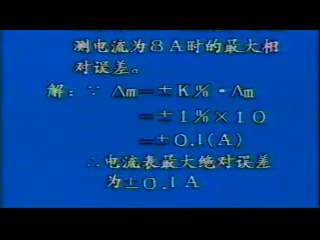 测电流为8A时的最大相
对误差。
解：∵ Δm=±K%·Am
=±1%×10
=±0.1(A)
∴电流表最大绝对误差
为±0.1A